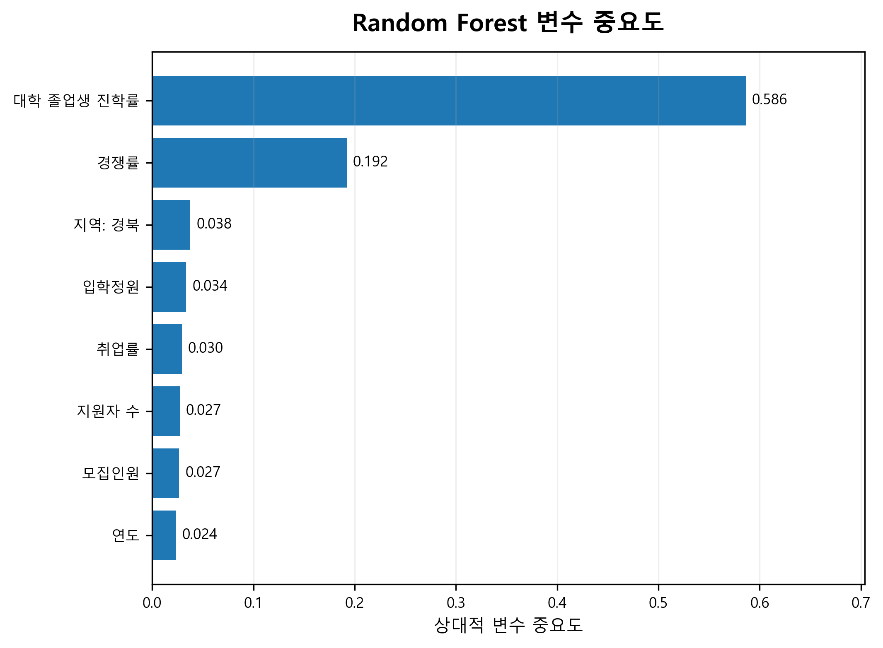 Random Forest 변수 중요도
대학 졸업생 진학률
0.586
경쟁률
0.192
지역: 경북
0.038
입학정원
0.034
취업률
0.030
지원자 수
0.027
모집인원
0.027
연도
0.024
0.0 0.1 0.2 0.3 0.4 0.5 0.6 0.7
상대적 변수 중요도